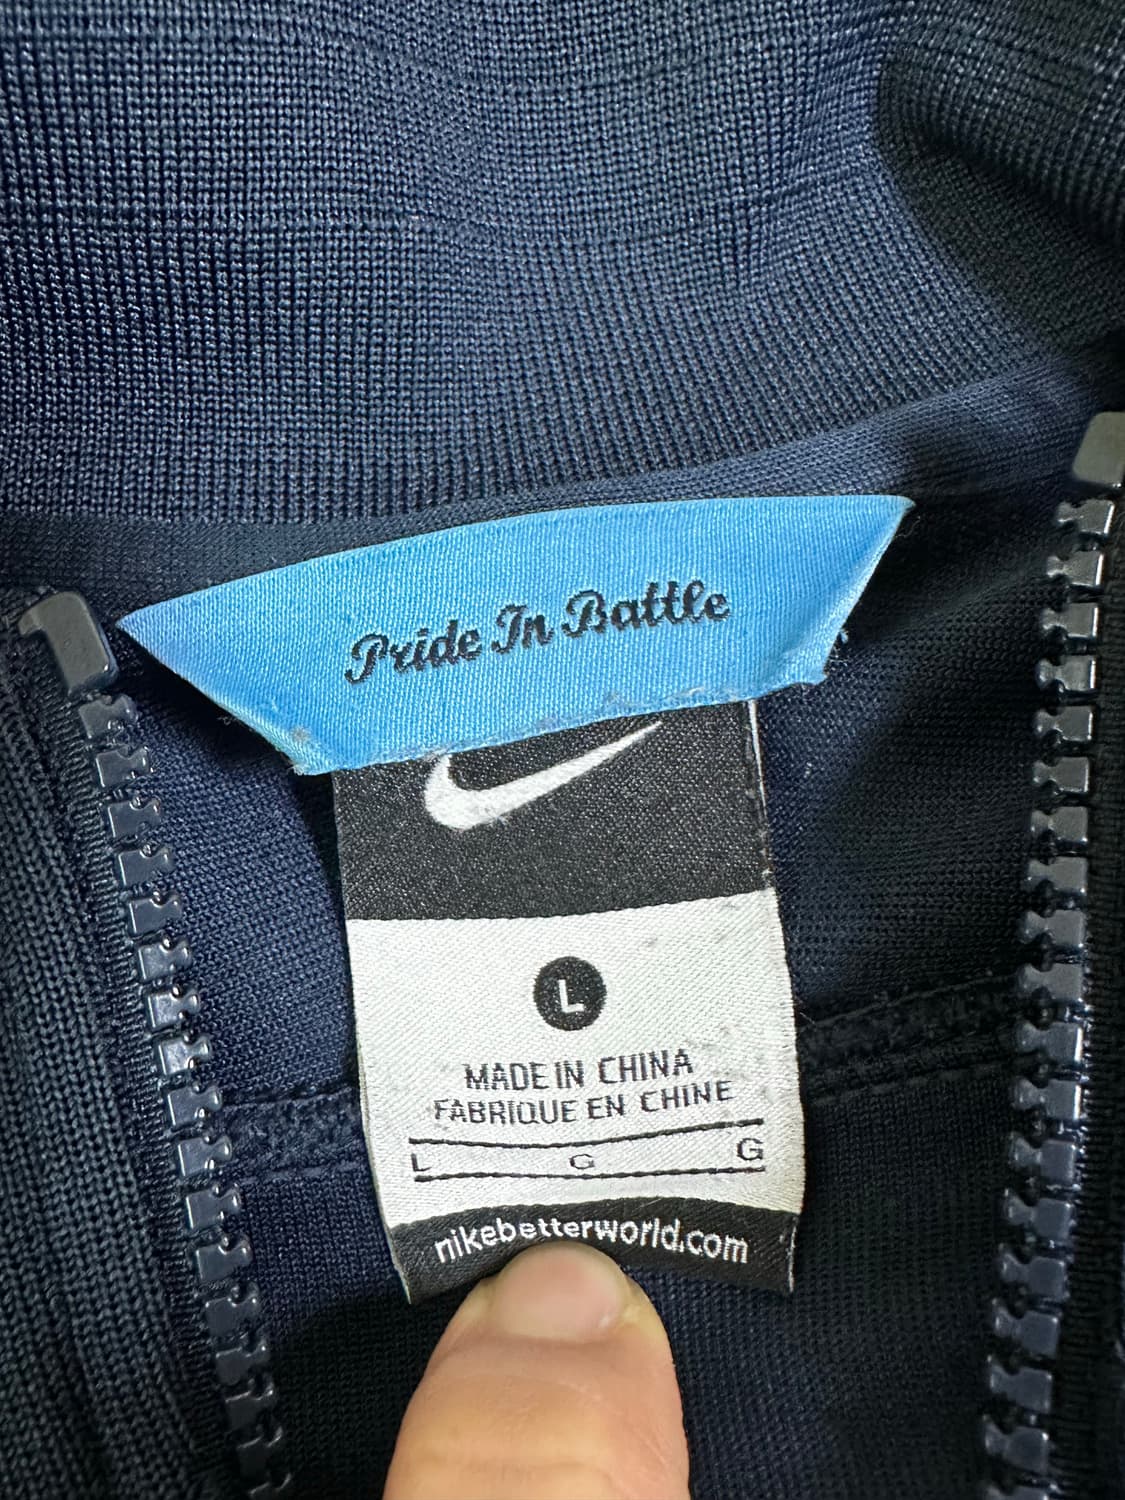 Pride In Battle
L
MADE IN CHINA
FABRIQUE EN CHINE
L G G
nikebetterworld.com